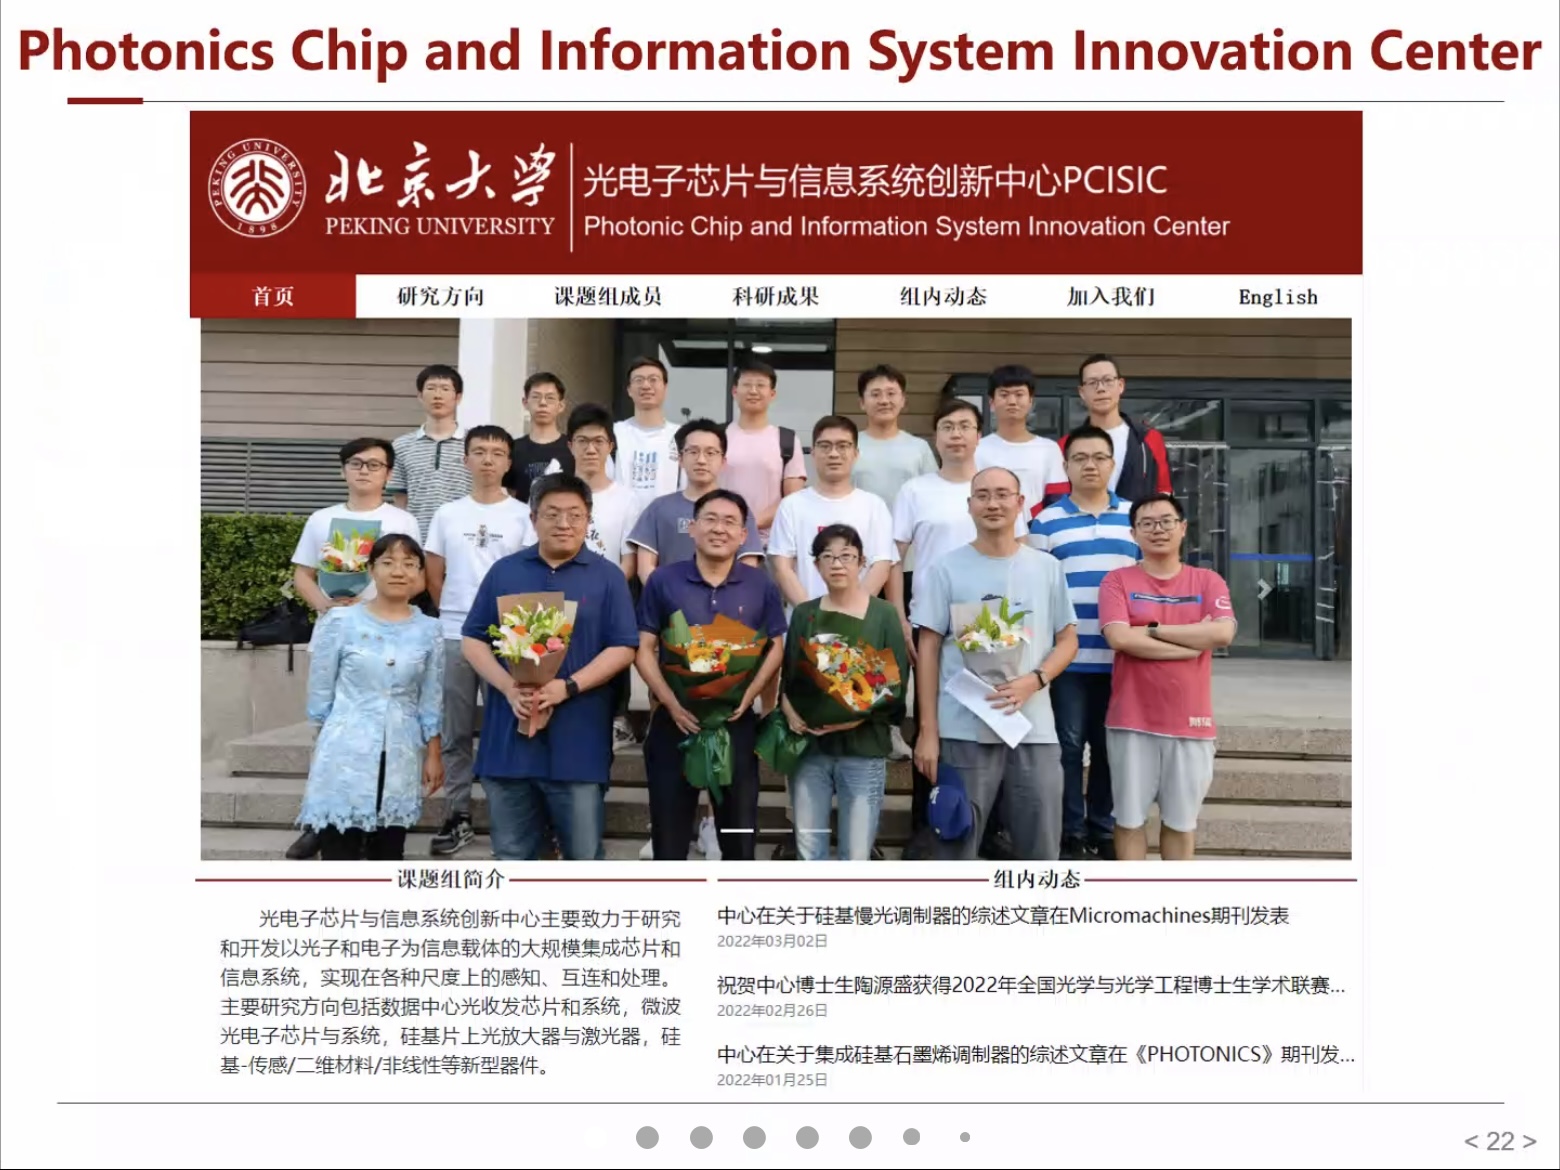 Photonics Chip and Information System Innovation Center
PEKING UNIVERSITY
1898
北京大学
PEKING UNIVERSITY
光电子芯片与信息系统创新中心PCISIC
Photonic Chip and Information System Innovation Center
首页 研究方向 课题组成员 科研成果 组内动态 加入我们 English
课题组简介
光电子芯片与信息系统创新中心主要致力于研究
和开发以光子和电子为信息载体的大规模集成芯片和
信息系统，实现在各种尺度上的感知、互连和处理。
主要研究方向包括数据中心光收发芯片和系统，微波
光电子芯片与系统，硅基片上光放大器与激光器，硅
基-传感/二维材料/非线性等新型器件。
组内动态
中心在关于硅基慢光调制器的综述文章在Micromachines期刊发表
2022年03月02日
祝贺中心博士生陶源盛获得2022年全国光学与光学工程博士生学术联赛...
2022年02月26日
中心在关于集成硅基石墨烯调制器的综述文章在《PHOTONICS》期刊发...
2022年01月25日
< 22 >